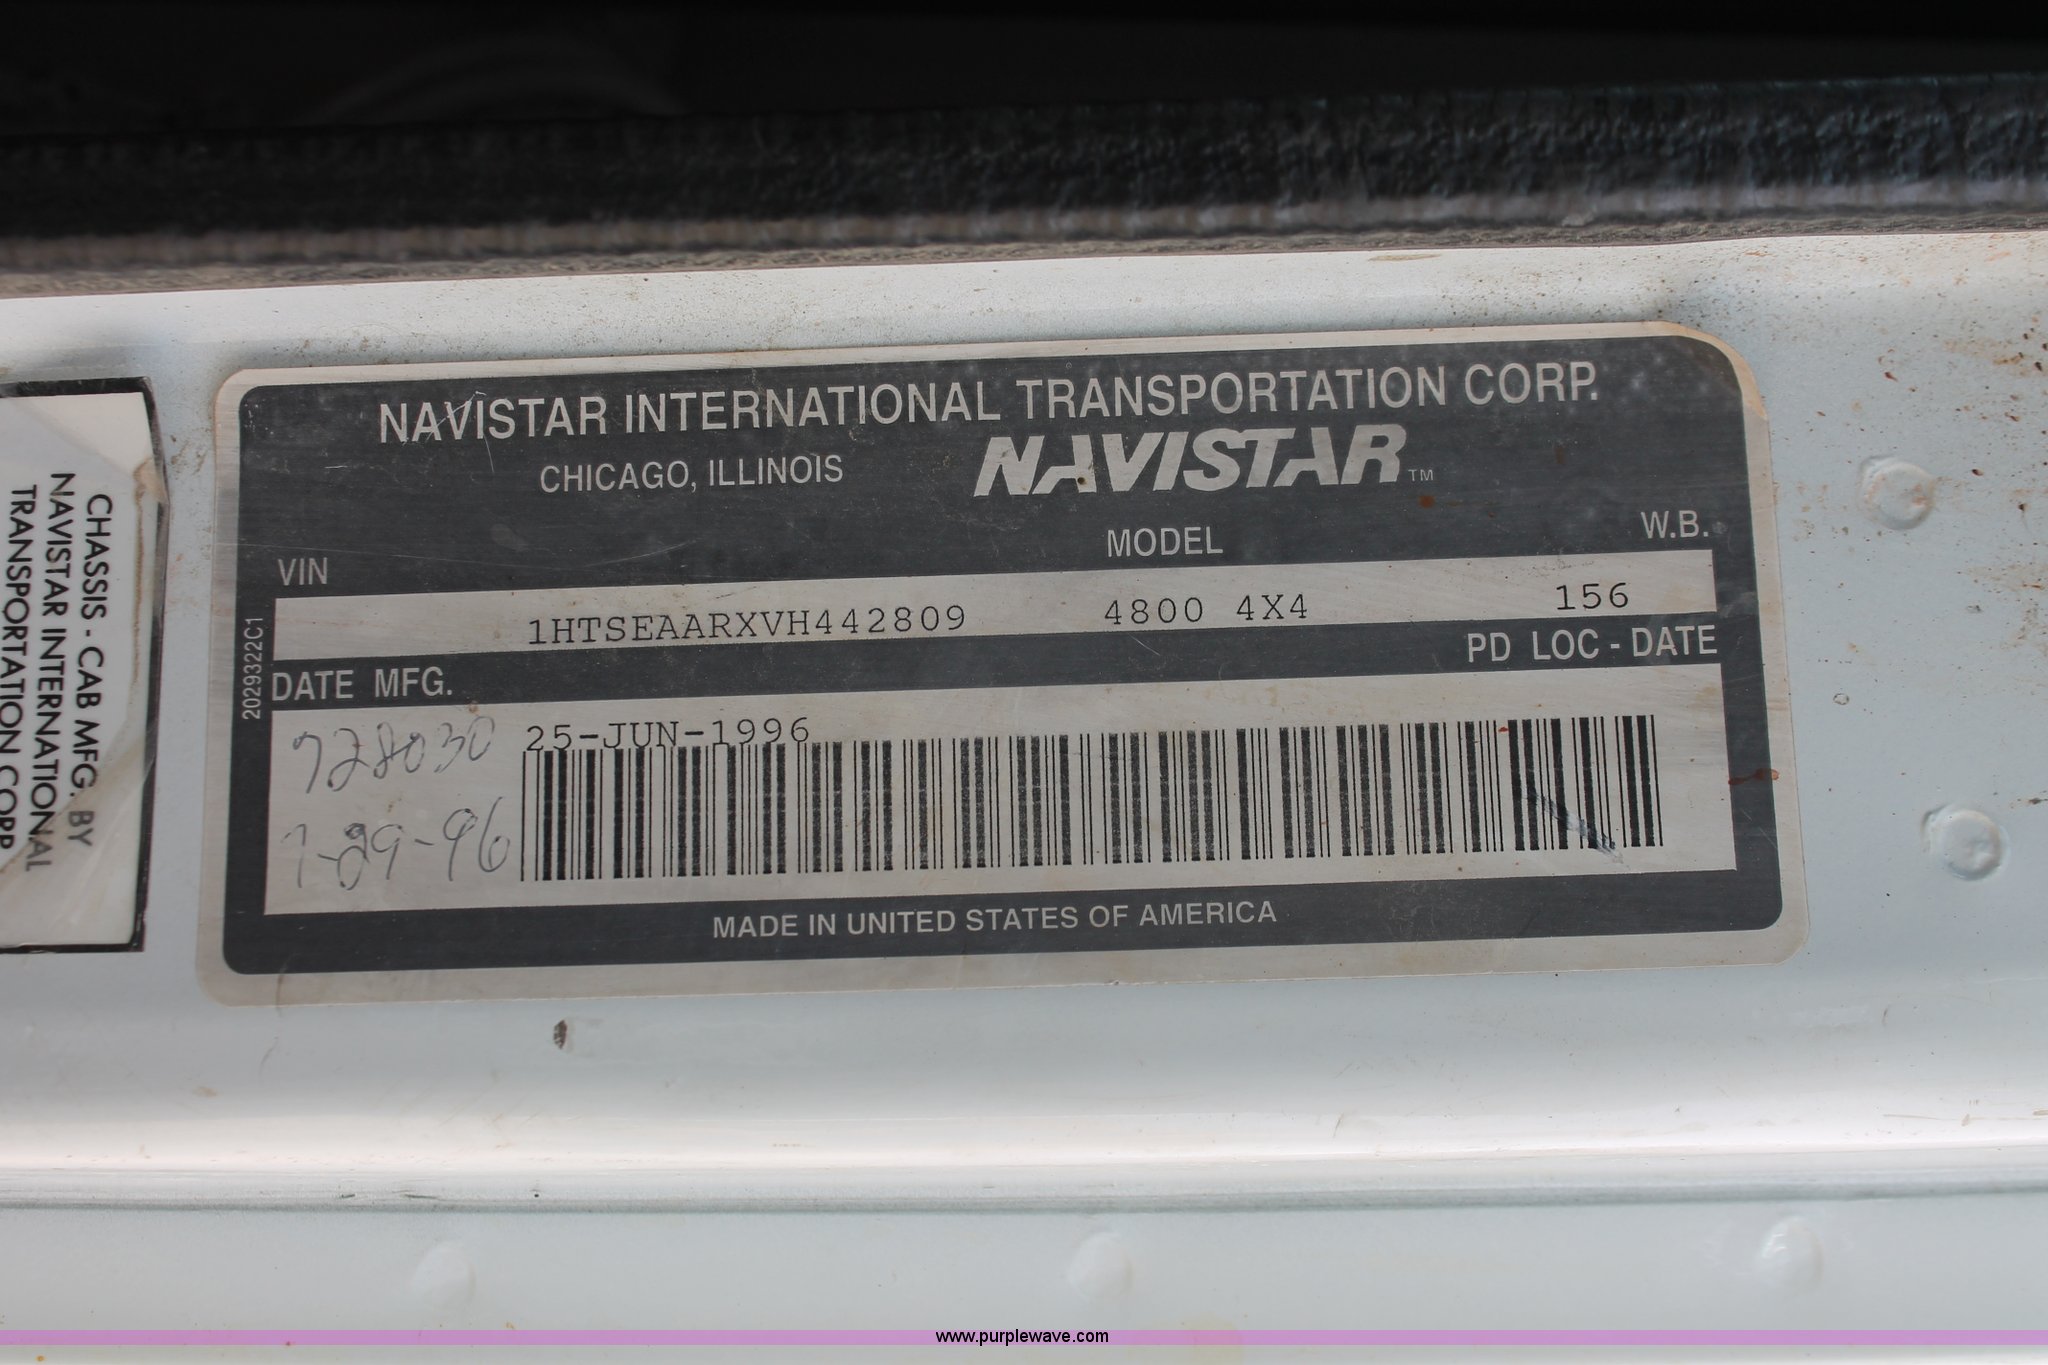 NAVISTAR INTERNATIONAL TRANSPORTATION CORP.
CHICAGO, ILLINOIS
NAVISTAR™
VIN
MODEL
W.B.
1HTSEAARXVH442809
4800 4X4
156
DATE MFG.
PD LOC - DATE
25-JUN-1996
728030
1-29-96
MADE IN UNITED STATES OF AMERICA
2029322C1
CHASSIS - CAB MFG. BY
NAVISTAR INTERNATIONAL
TRANSPORTATION CORP
www.purplewave.com